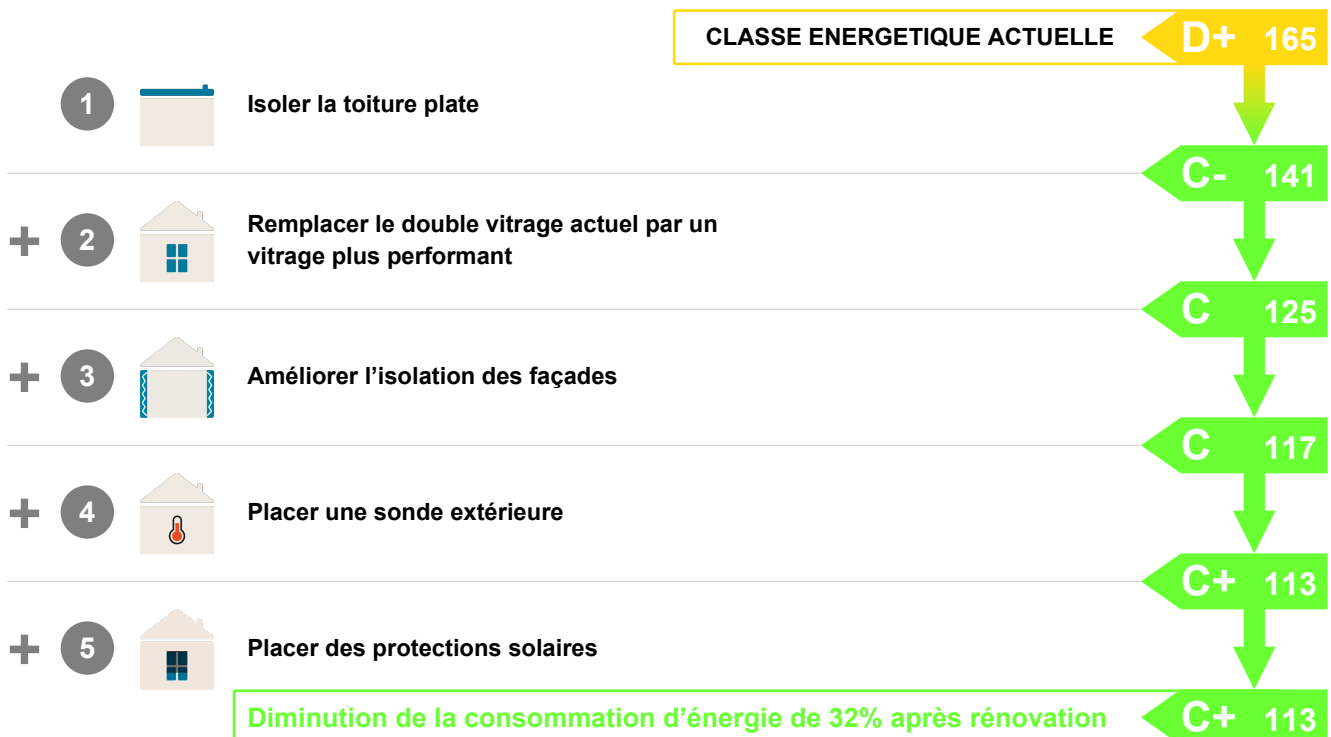 CLASSE ENERGETIQUE ACTUELLE D+ 165
1 Isoler la toiture plate
C- 141
+ 2 Remplacer le double vitrage actuel par un
vitrage plus performant
C 125
+ 3 Améliorer l’isolation des façades
C 117
+ 4 Placer une sonde extérieure
C+ 113
+ 5 Placer des protections solaires
Diminution de la consommation d’énergie de 32% après rénovation C+ 113